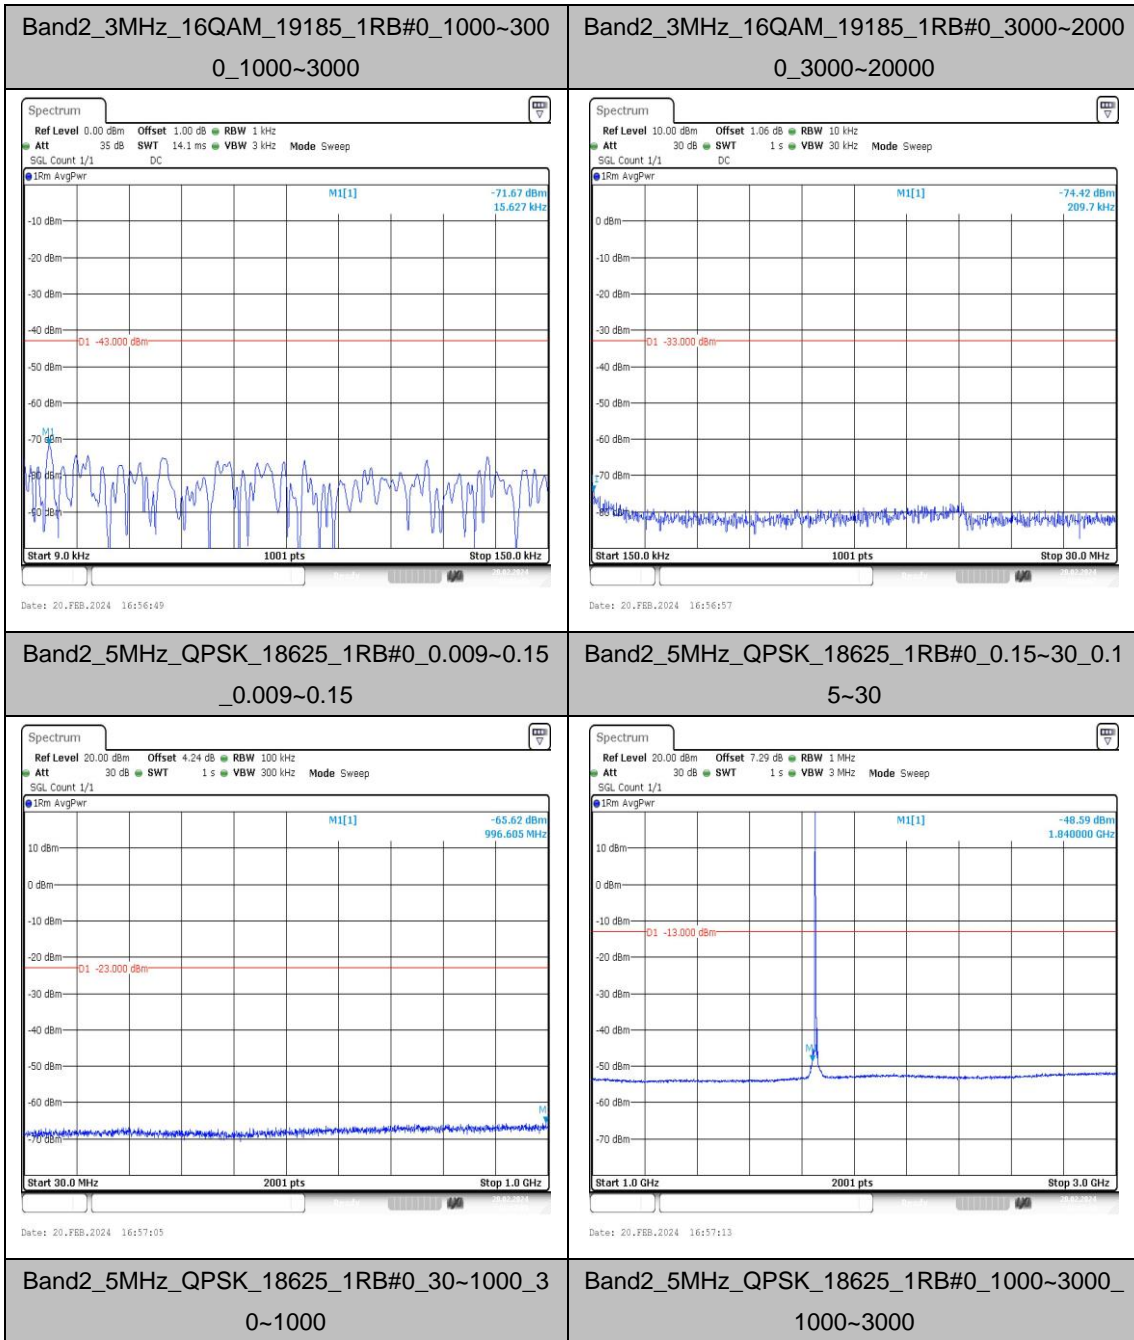 Band2_3MHz_16QAM_19185_1RB#0_1000~300
0_1000~3000
Band2_3MHz_16QAM_19185_1RB#0_3000~2000
0_3000~20000
Spectrum
Ref Level 0.00 dBm Offset 1.00 dB RBW 1 kHz
Att 35 dB SWT 14.1 ms VBW 3 kHz Mode Sweep
SGL Count 1/1 DC
1Rm AvgPwr
M1[1] -71.67 dBm
15.627 kHz
-10 dBm
-20 dBm
-30 dBm
-40 dBm
D1 -43.000 dBm
-50 dBm
-60 dBm
M1
-70 dBm
-80 dBm
-90 dBm
Start 9.0 kHz 1001 pts Stop 150.0 kHz
Date: 20.FEB.2024 16:56:49
Spectrum
Ref Level 10.00 dBm Offset 1.06 dB RBW 10 kHz
Att 30 dB SWT 1 s VBW 30 kHz Mode Sweep
SGL Count 1/1 DC
1Rm AvgPwr
M1[1] -74.42 dBm
209.7 kHz
0 dBm
-10 dBm
-20 dBm
-30 dBm
D1 -33.000 dBm
-40 dBm
-50 dBm
-60 dBm
-70 dBm
-80 dBm
Start 150.0 kHz 1001 pts Stop 30.0 MHz
Date: 20.FEB.2024 16:56:57
Band2_5MHz_QPSK_18625_1RB#0_0.009~0.15
_0.009~0.15
Band2_5MHz_QPSK_18625_1RB#0_0.15~30_0.1
5~30
Spectrum
Ref Level 20.00 dBm Offset 4.24 dB RBW 100 kHz
Att 30 dB SWT 1 s VBW 300 kHz Mode Sweep
SGL Count 1/1
1Rm AvgPwr
M1[1] -65.62 dBm
996.605 MHz
10 dBm
0 dBm
-10 dBm
-20 dBm
D1 -23.000 dBm
-30 dBm
-40 dBm
-50 dBm
-60 dBm
M
-70 dBm
Start 30.0 MHz 2001 pts Stop 1.0 GHz
Date: 20.FEB.2024 16:57:05
Spectrum
Ref Level 20.00 dBm Offset 7.29 dB RBW 1 MHz
Att 30 dB SWT 1 s VBW 3 MHz Mode Sweep
SGL Count 1/1
1Rm AvgPwr
M1[1] -48.59 dBm
1.840000 GHz
10 dBm
0 dBm
-10 dBm
D1 -13.000 dBm
-20 dBm
-30 dBm
-40 dBm
M
-50 dBm
-60 dBm
-70 dBm
Start 1.0 GHz 2001 pts Stop 3.0 GHz
Date: 20.FEB.2024 16:57:13
Band2_5MHz_QPSK_18625_1RB#0_30~1000_3
0~1000
Band2_5MHz_QPSK_18625_1RB#0_1000~3000_
1000~3000